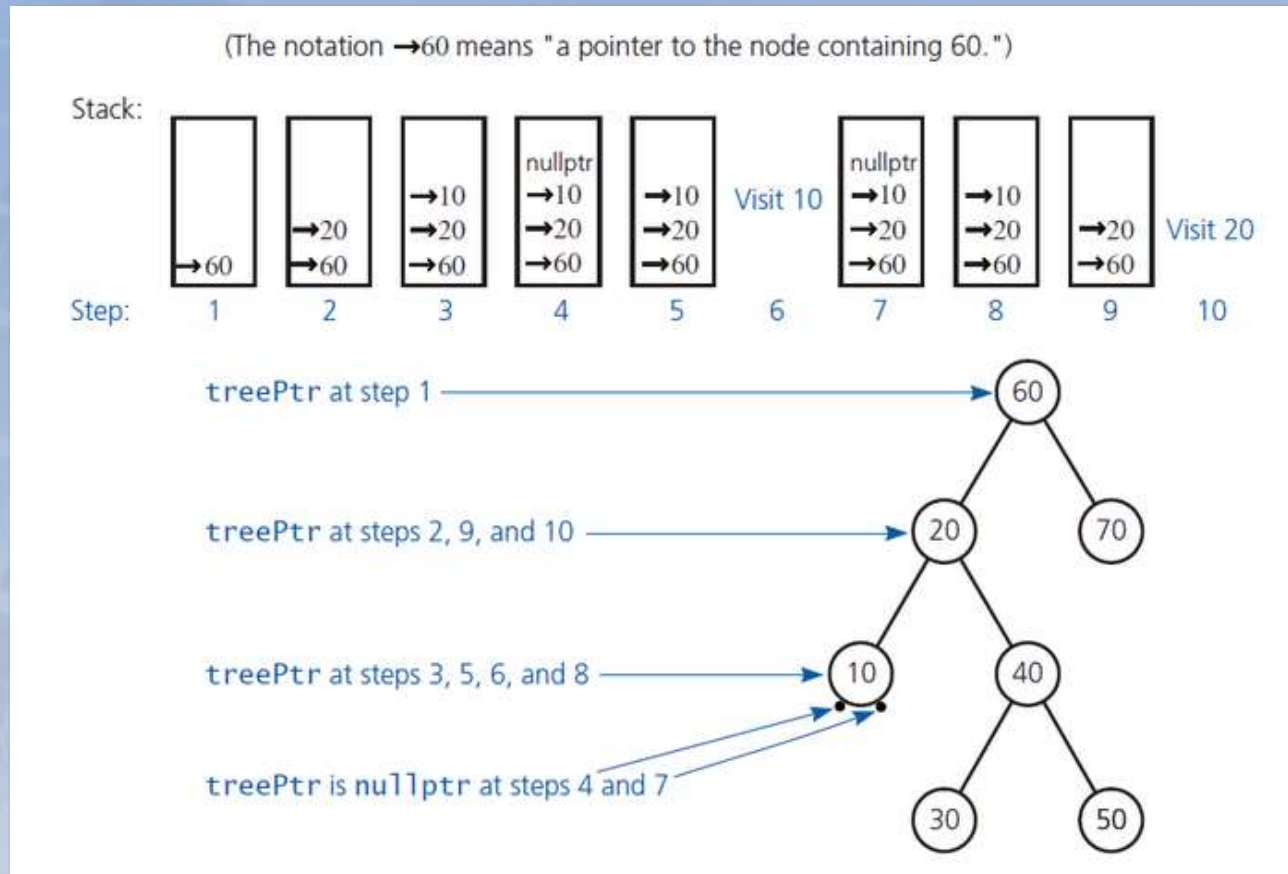 (The notation →60 means "a pointer to the node containing 60.")
Stack:
→60
→20
→60
→10
→20
→60
nullptr
→10
→20
→60
→10
→20
→60
Visit 10
nullptr
→10
→20
→60
→10
→20
→60
→20
→60
Visit 20
Step: 1 2 3 4 5 6 7 8 9 10
treePtr at step 1
60
treePtr at steps 2, 9, and 10
20 70
treePtr at steps 3, 5, 6, and 8
10 40
treePtr is nullptr at steps 4 and 7
30 50